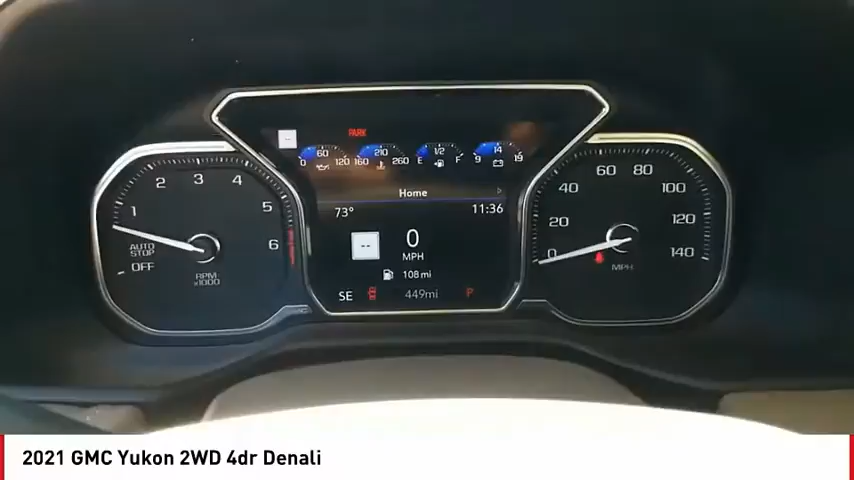 PARK
0 60 120 160 210 260 E 1/2 F 9 14 19
Home
73° 11:36
--
0
MPH
108 mi
SE 449mi P
1 2 3 4 5 6
AUTO
STOP
OFF
RPM
x1000
0 20 40 60 80 100 120 140
MPH
2021 GMC Yukon 2WD 4dr Denali